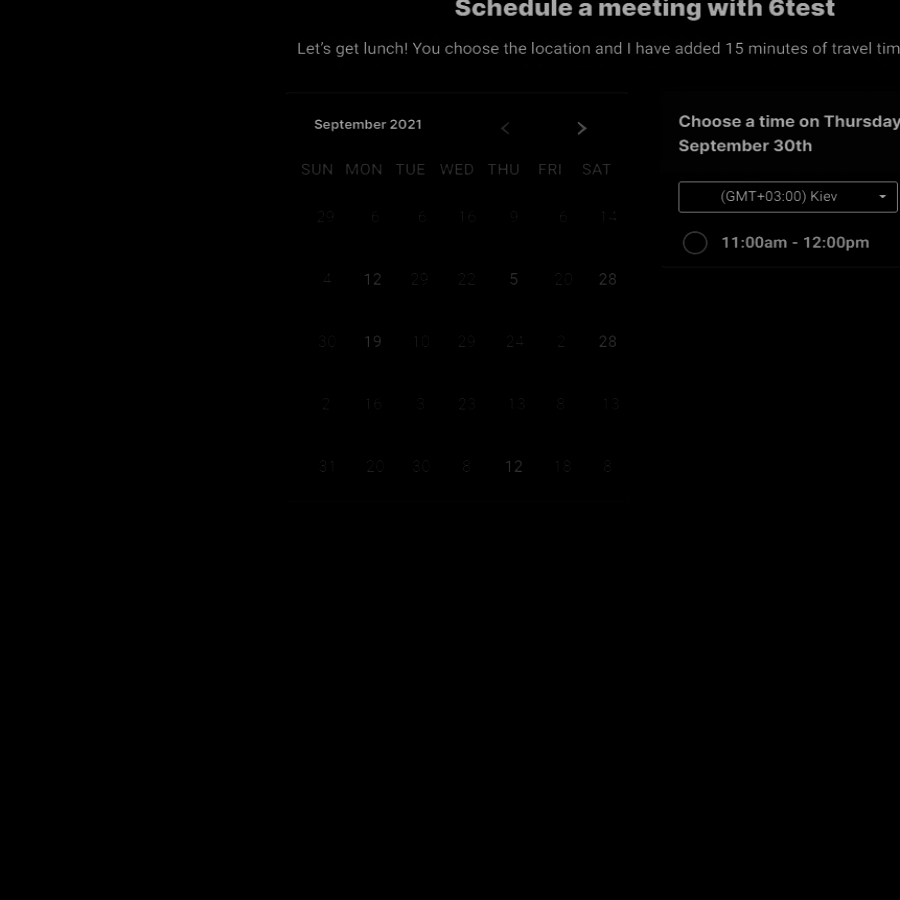 Schedule a meeting with 6test
Let's get lunch! You choose the location and I have added 15 minutes of travel tim
September 2021
SUN MON TUE WED THU FRI SAT
29 6 6 16 9 6 14
4 12 29 22 5 20 28
30 19 10 29 24 2 28
2 16 3 23 13 8 13
31 20 30 8 12 18 8
Choose a time on Thursday
September 30th
(GMT+03:00) Kiev
11:00am - 12:00pm